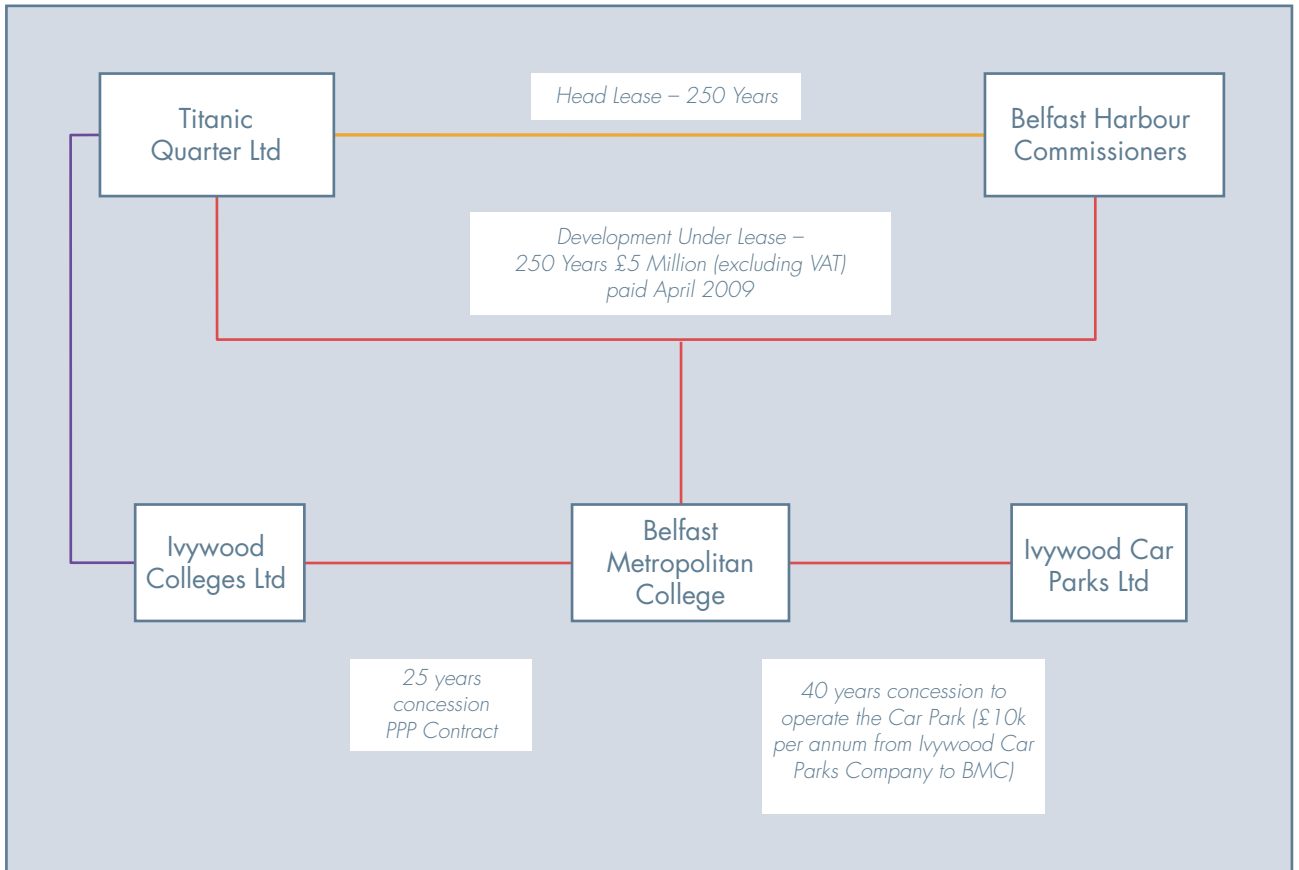 Titanic
Quarter Ltd
Head Lease – 250 Years
Belfast Harbour
Commissioners
Development Under Lease –
250 Years £5 Million (excluding VAT)
paid April 2009
Ivywood
Colleges Ltd
Belfast
Metropolitan
College
Ivywood Car
Parks Ltd
25 years
concession
PPP Contract
40 years concession to
operate the Car Park (£10k
per annum from Ivywood Car
Parks Company to BMC)